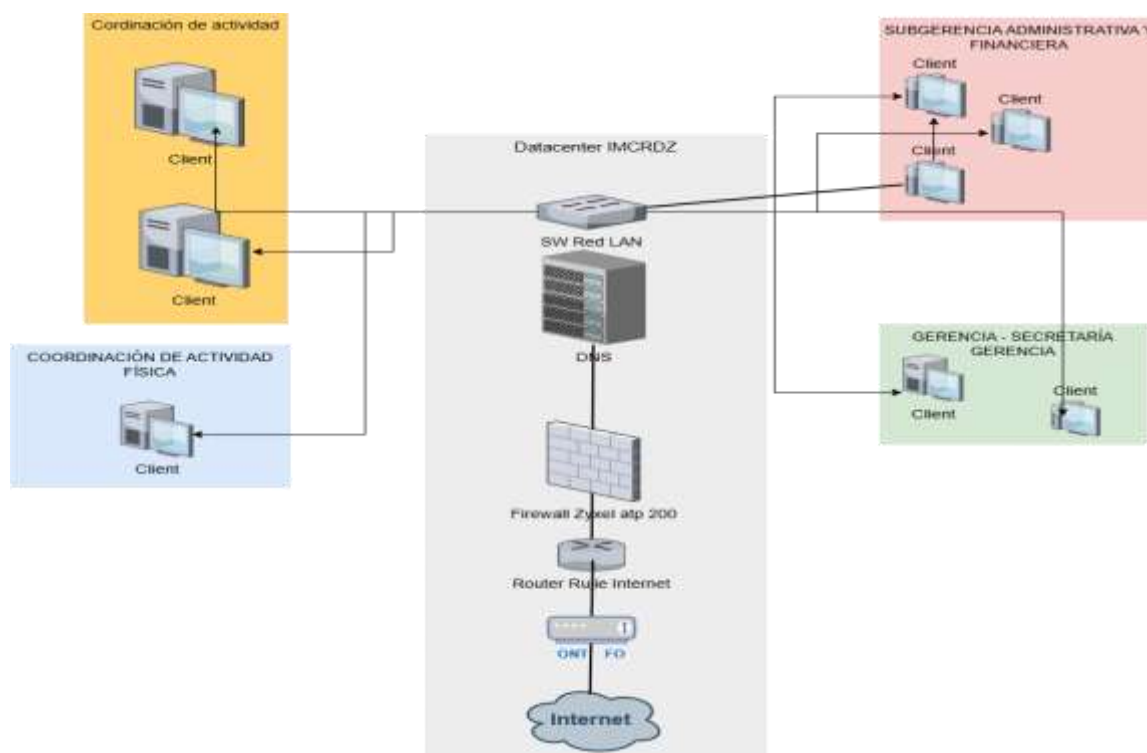 Cordinación de actividad
Client
Client
COORDINACIÓN DE ACTIVIDAD
FÍSICA
Client
Datacenter IMCRDZ
SW Red LAN
DNS
Firewall Zyxel atp 200
Router Internet
ONT FO
Internet
SUBGERENCIA ADMINISTRATIVA Y
FINANCIERA
Client
Client
Client
GERENCIA - SECRETARÍA
GERENCIA
Client
Client